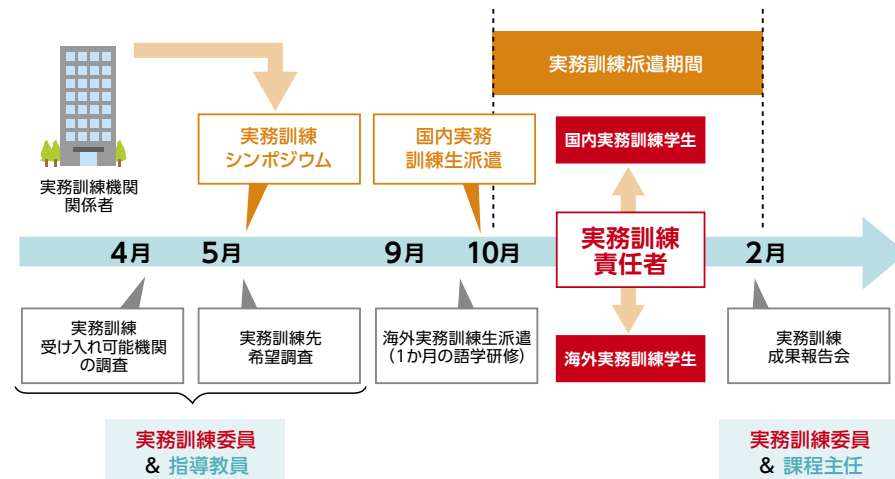 実務訓練派遣期間
実務訓練機関
関係者
実務訓練
シンポジウム
国内実務
訓練生派遣
国内実務訓練学生
4月
5月
9月
10月
実務訓練
責任者
2月
実務訓練
受け入れ可能機関
の調査
実務訓練先
希望調査
海外実務訓練生派遣
(1か月の語学研修)
海外実務訓練学生
実務訓練
成果報告会
実務訓練委員
& 指導教員
実務訓練委員
& 課程主任